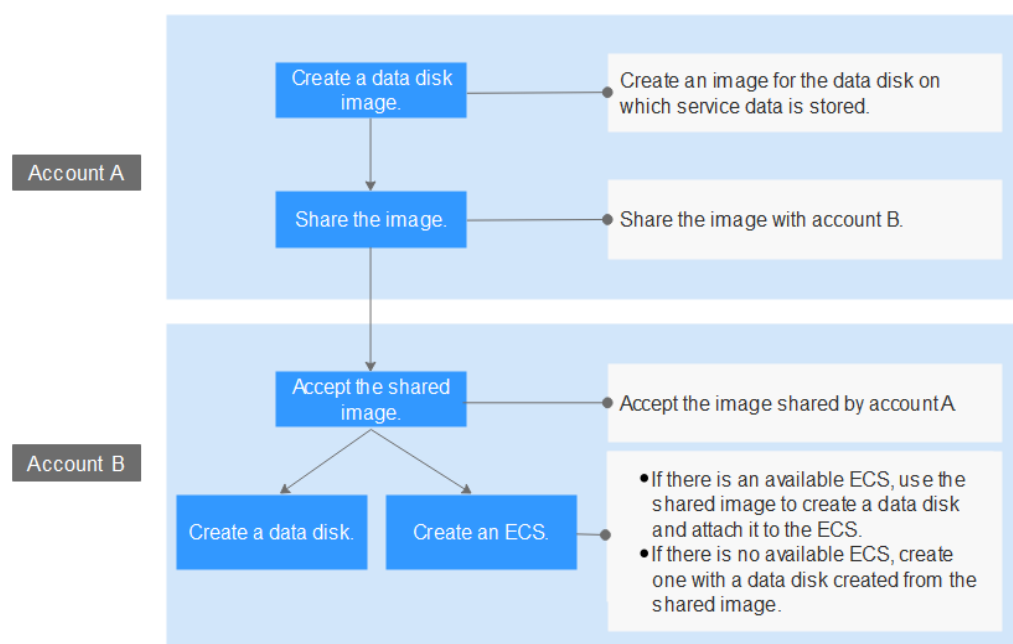 Create a data disk
image.
Create an image for the data disk on
which service data is stored.
Account A
Share the image.
Share the image with account B.
Accept the shared
image.
Accept the image shared by account A
Account B
Create a data disk.
Create an ECS.
●If there is an available ECS, use the
shared image to create a data disk
and attach it to the ECS.
●If there is no available ECS, create
one with a data disk created from the
shared image.